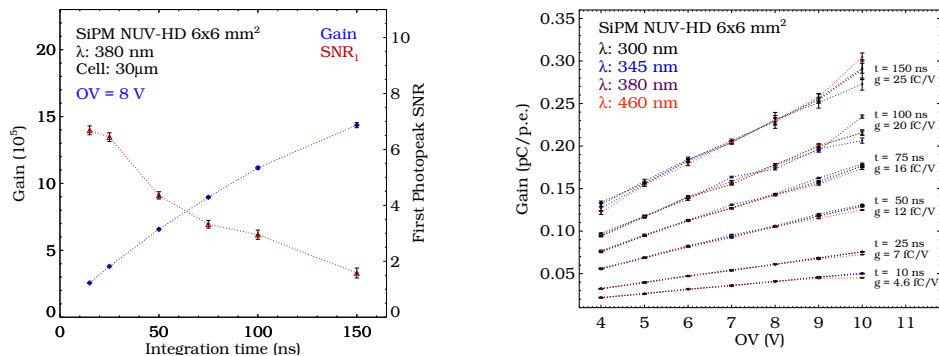 SiPM NUV-HD 6x6 mm²
λ: 380 nm
Cell: 30μm
OV = 8 V
Gain
SNR₁
Gain (10⁵)
20
15
10
5
0
First Photopeak SNR
10
8
6
4
2
0
0 50 100 150
Integration time (ns)
SiPM NUV-HD 6x6 mm²
λ: 300 nm
λ: 345 nm
λ: 380 nm
λ: 460 nm
Gain (pC/p.e.)
0.30
0.25
0.20
0.15
0.10
0.05
t = 150 ns
g = 25 fC/V
t = 100 ns
g = 20 fC/V
t = 75 ns
g = 16 fC/V
t = 50 ns
g = 12 fC/V
t = 25 ns
g = 7 fC/V
t = 10 ns
g = 4.6 fC/V
4 5 6 7 8 9 10 11
OV (V)